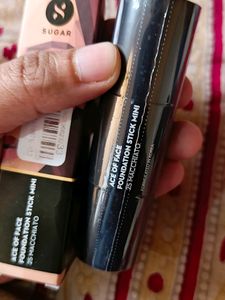 SUGAR
ACE OF FACE
FOUNDATION STICK MINI
25 MACCHIATO
ACE OF FACE
FOUNDATION STICK MINI
25 MACCHIATO